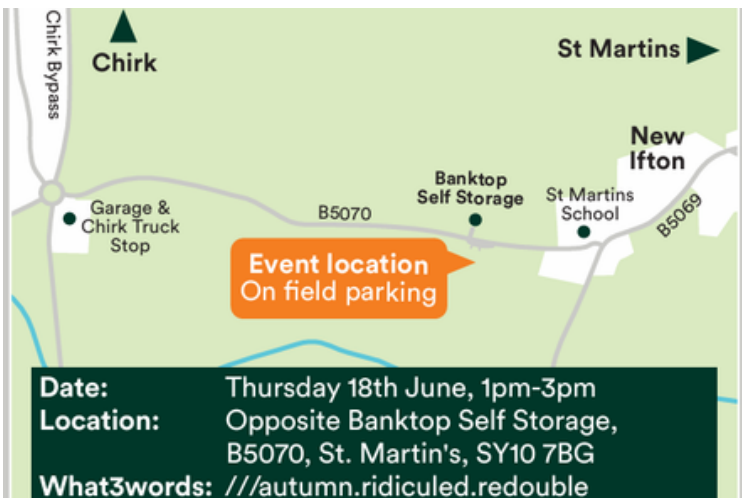 Chirk Bypass
Chirk
St Martins
New
Ifton
Banktop
Self Storage
St Martins
School
B5069
Garage &
Chirk Truck
Stop
B5070
Event location
On field parking
Date: Thursday 18th June, 1pm-3pm
Location: Opposite Banktop Self Storage,
B5070, St. Martin's, SY10 7BG
What3words: ///autumn.ridiculed.redouble